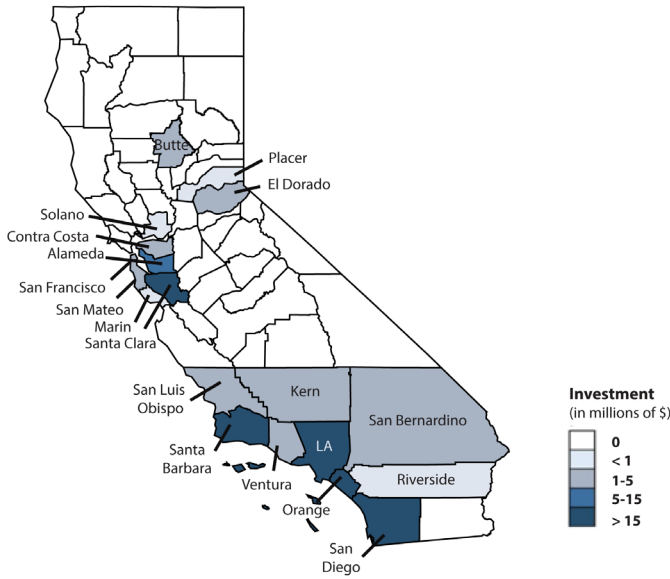 Butte
Placer
El Dorado
Solano
Contra Costa
Alameda
San Francisco
San Mateo
Marin
Santa Clara
San Luis
Obispo
Kern
San Bernardino
Santa
Barbara
LA
Ventura
Riverside
Orange
San
Diego
Investment
(in millions of $)
0
< 1
1-5
5-15
> 15